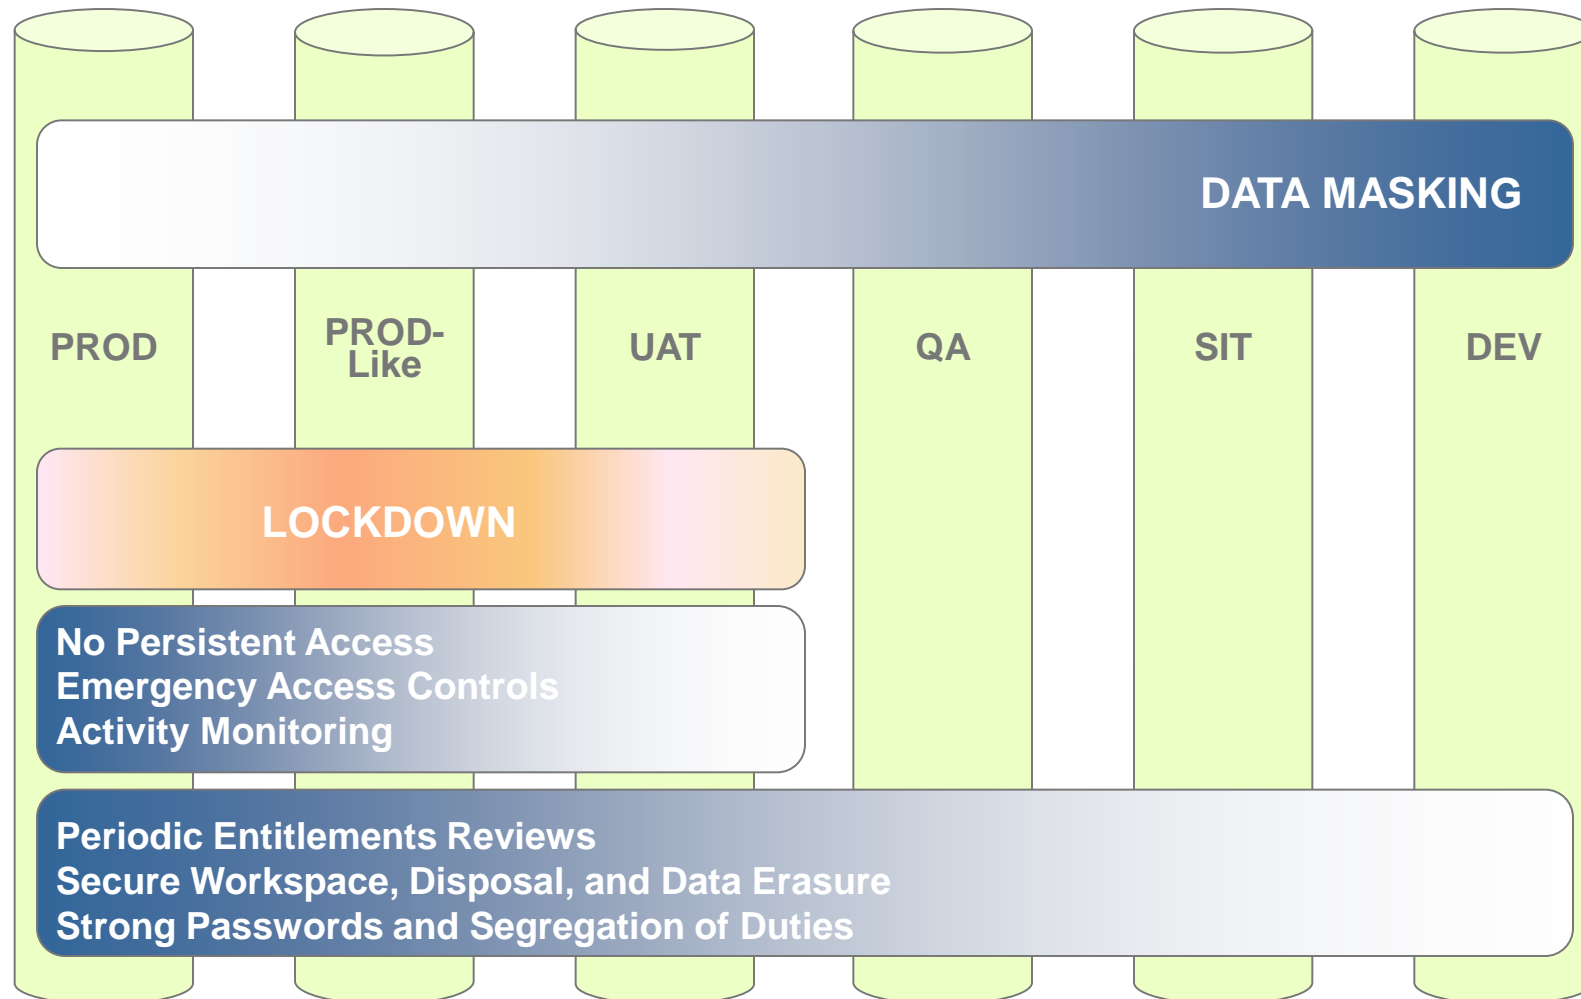 DATA MASKING
PROD
PROD-
Like
UAT
QA
SIT
DEV
LOCKDOWN
No Persistent Access
Emergency Access Controls
Activity Monitoring
Periodic Entitlements Reviews
Secure Workspace, Disposal, and Data Erasure
Strong Passwords and Segregation of Duties